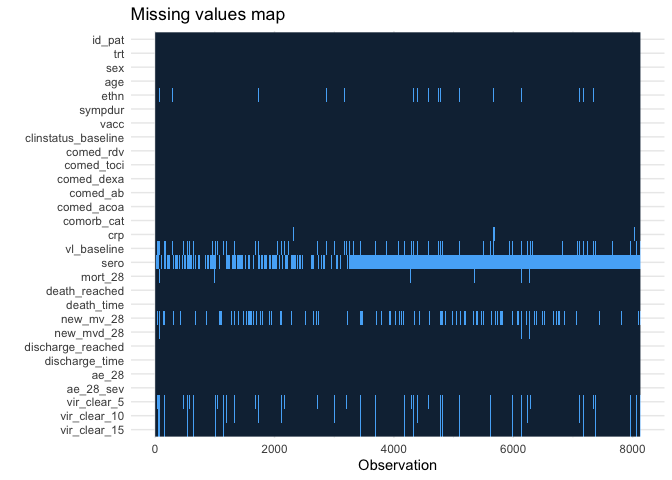 Missing values map
id_pat
trt
sex
age
ethn
sympdur
vacc
clinstatus_baseline
comed_rdv
comed_toci
comed_dexa
comed_ab
comed_acoa
comorb_cat
crp
vl_baseline
sero
mort_28
death_reached
death_time
new_mv_28
new_mvd_28
discharge_reached
discharge_time
ae_28
ae_28_sev
vir_clear_5
vir_clear_10
vir_clear_15
0 2000 4000 6000 8000
Observation